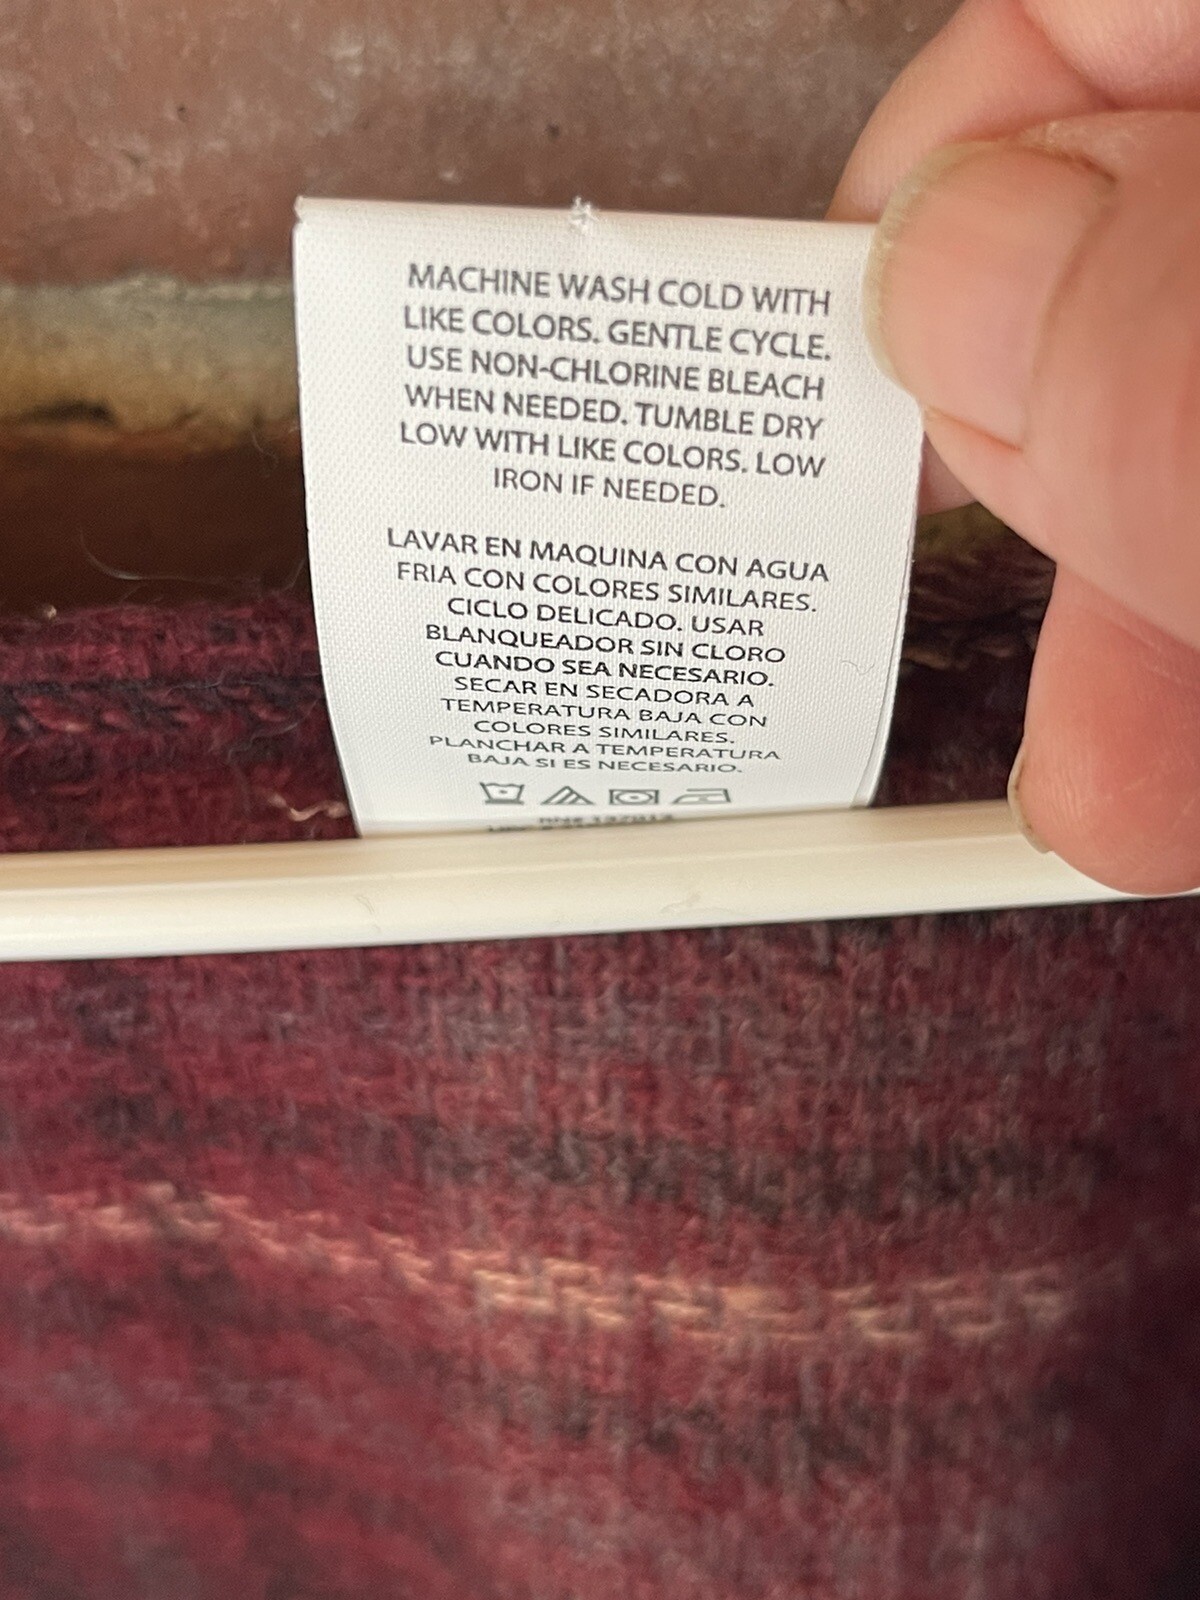 MACHINE WASH COLD WITH
LIKE COLORS. GENTLE CYCLE.
USE NON-CHLORINE BLEACH
WHEN NEEDED. TUMBLE DRY
LOW WITH LIKE COLORS. LOW
IRON IF NEEDED.
LAVAR EN MAQUINA CON AGUA
FRIA CON COLORES SIMILARES.
CICLO DELICADO. USAR
BLANQUEADOR SIN CLORO
CUANDO SEA NECESARIO.
SECAR EN SECADORA A
TEMPERATURA BAJA CON
COLORES SIMILARES.
PLANCHAR A TEMPERATURA
BAJA SI ES NECESARIO.
RN#